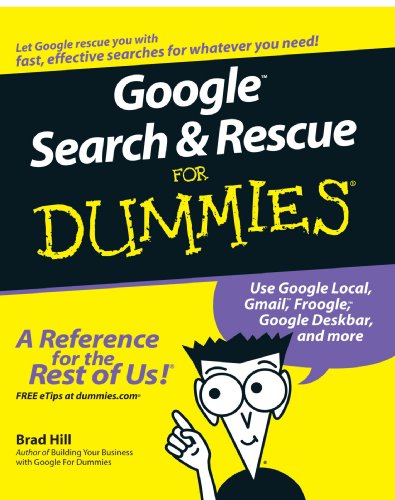 Let Google rescue you with
fast, effective searches for whatever you need!
Google™
Search & Rescue
FOR
DUMMIES®
Use Google Local,
Gmail,™ Froogle,™
Google Deskbar,
and more
A Reference
for the
Rest of Us!®
FREE eTips at dummies.com®
Brad Hill
Author of Building Your Business
with Google For Dummies